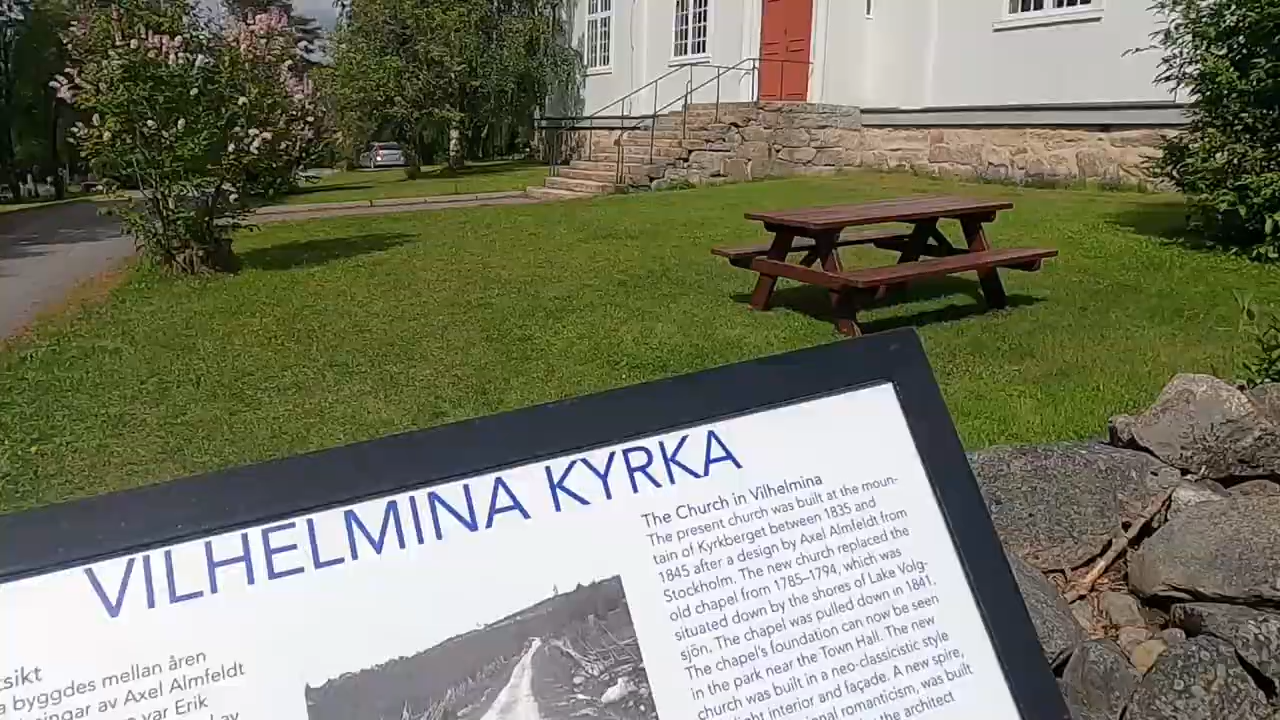 VILHELMINA KYRKA
byggdes mellan åren
ningar av Axel Almfeldt
var Erik
The Church in Vilhelmina
The present church was built at the moun-
tain of Kyrkberget between 1835 and
1845 after a design by Axel Almfeldt from
Stockholm. The new church replaced the
old chapel from 1785–1794, which was
situated down by the shores of Lake Volg-
sjön. The chapel was pulled down in 1841.
The chapel's foundation can now be seen
in the park near the Town Hall. The new
church was built in a neo-classicistic style
light interior and façade. A new spire,
romanticism, was built
by the architect